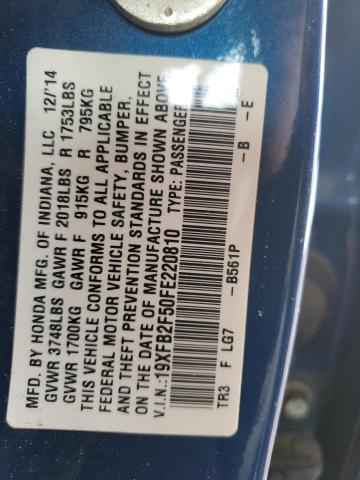 MFD. BY HONDA MFG. OF INDIANA, LLC 12/'14
GVWR 3748LBS GAWR F 2018LBS R 1753LBS
GVWR 1700KG GAWR F 915KG R 795KG
THIS VEHICLE CONFORMS TO ALL APPLICABLE
FEDERAL MOTOR VEHICLE SAFETY, BUMPER,
AND THEFT PREVENTION STANDARDS IN EFFECT
ON THE DATE OF MANUFACTURE SHOWN ABOVE
V.I.N.:19XFB2F50FE220810 TYPE:PASSENGER
-B561P -B -E
TR3 F LG7